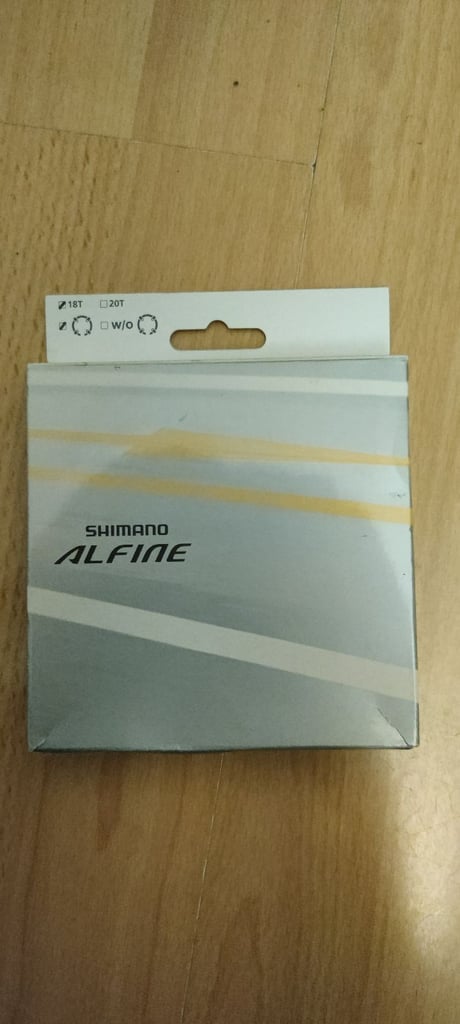 18T 20T
w/o
SHIMANO
ALFINE